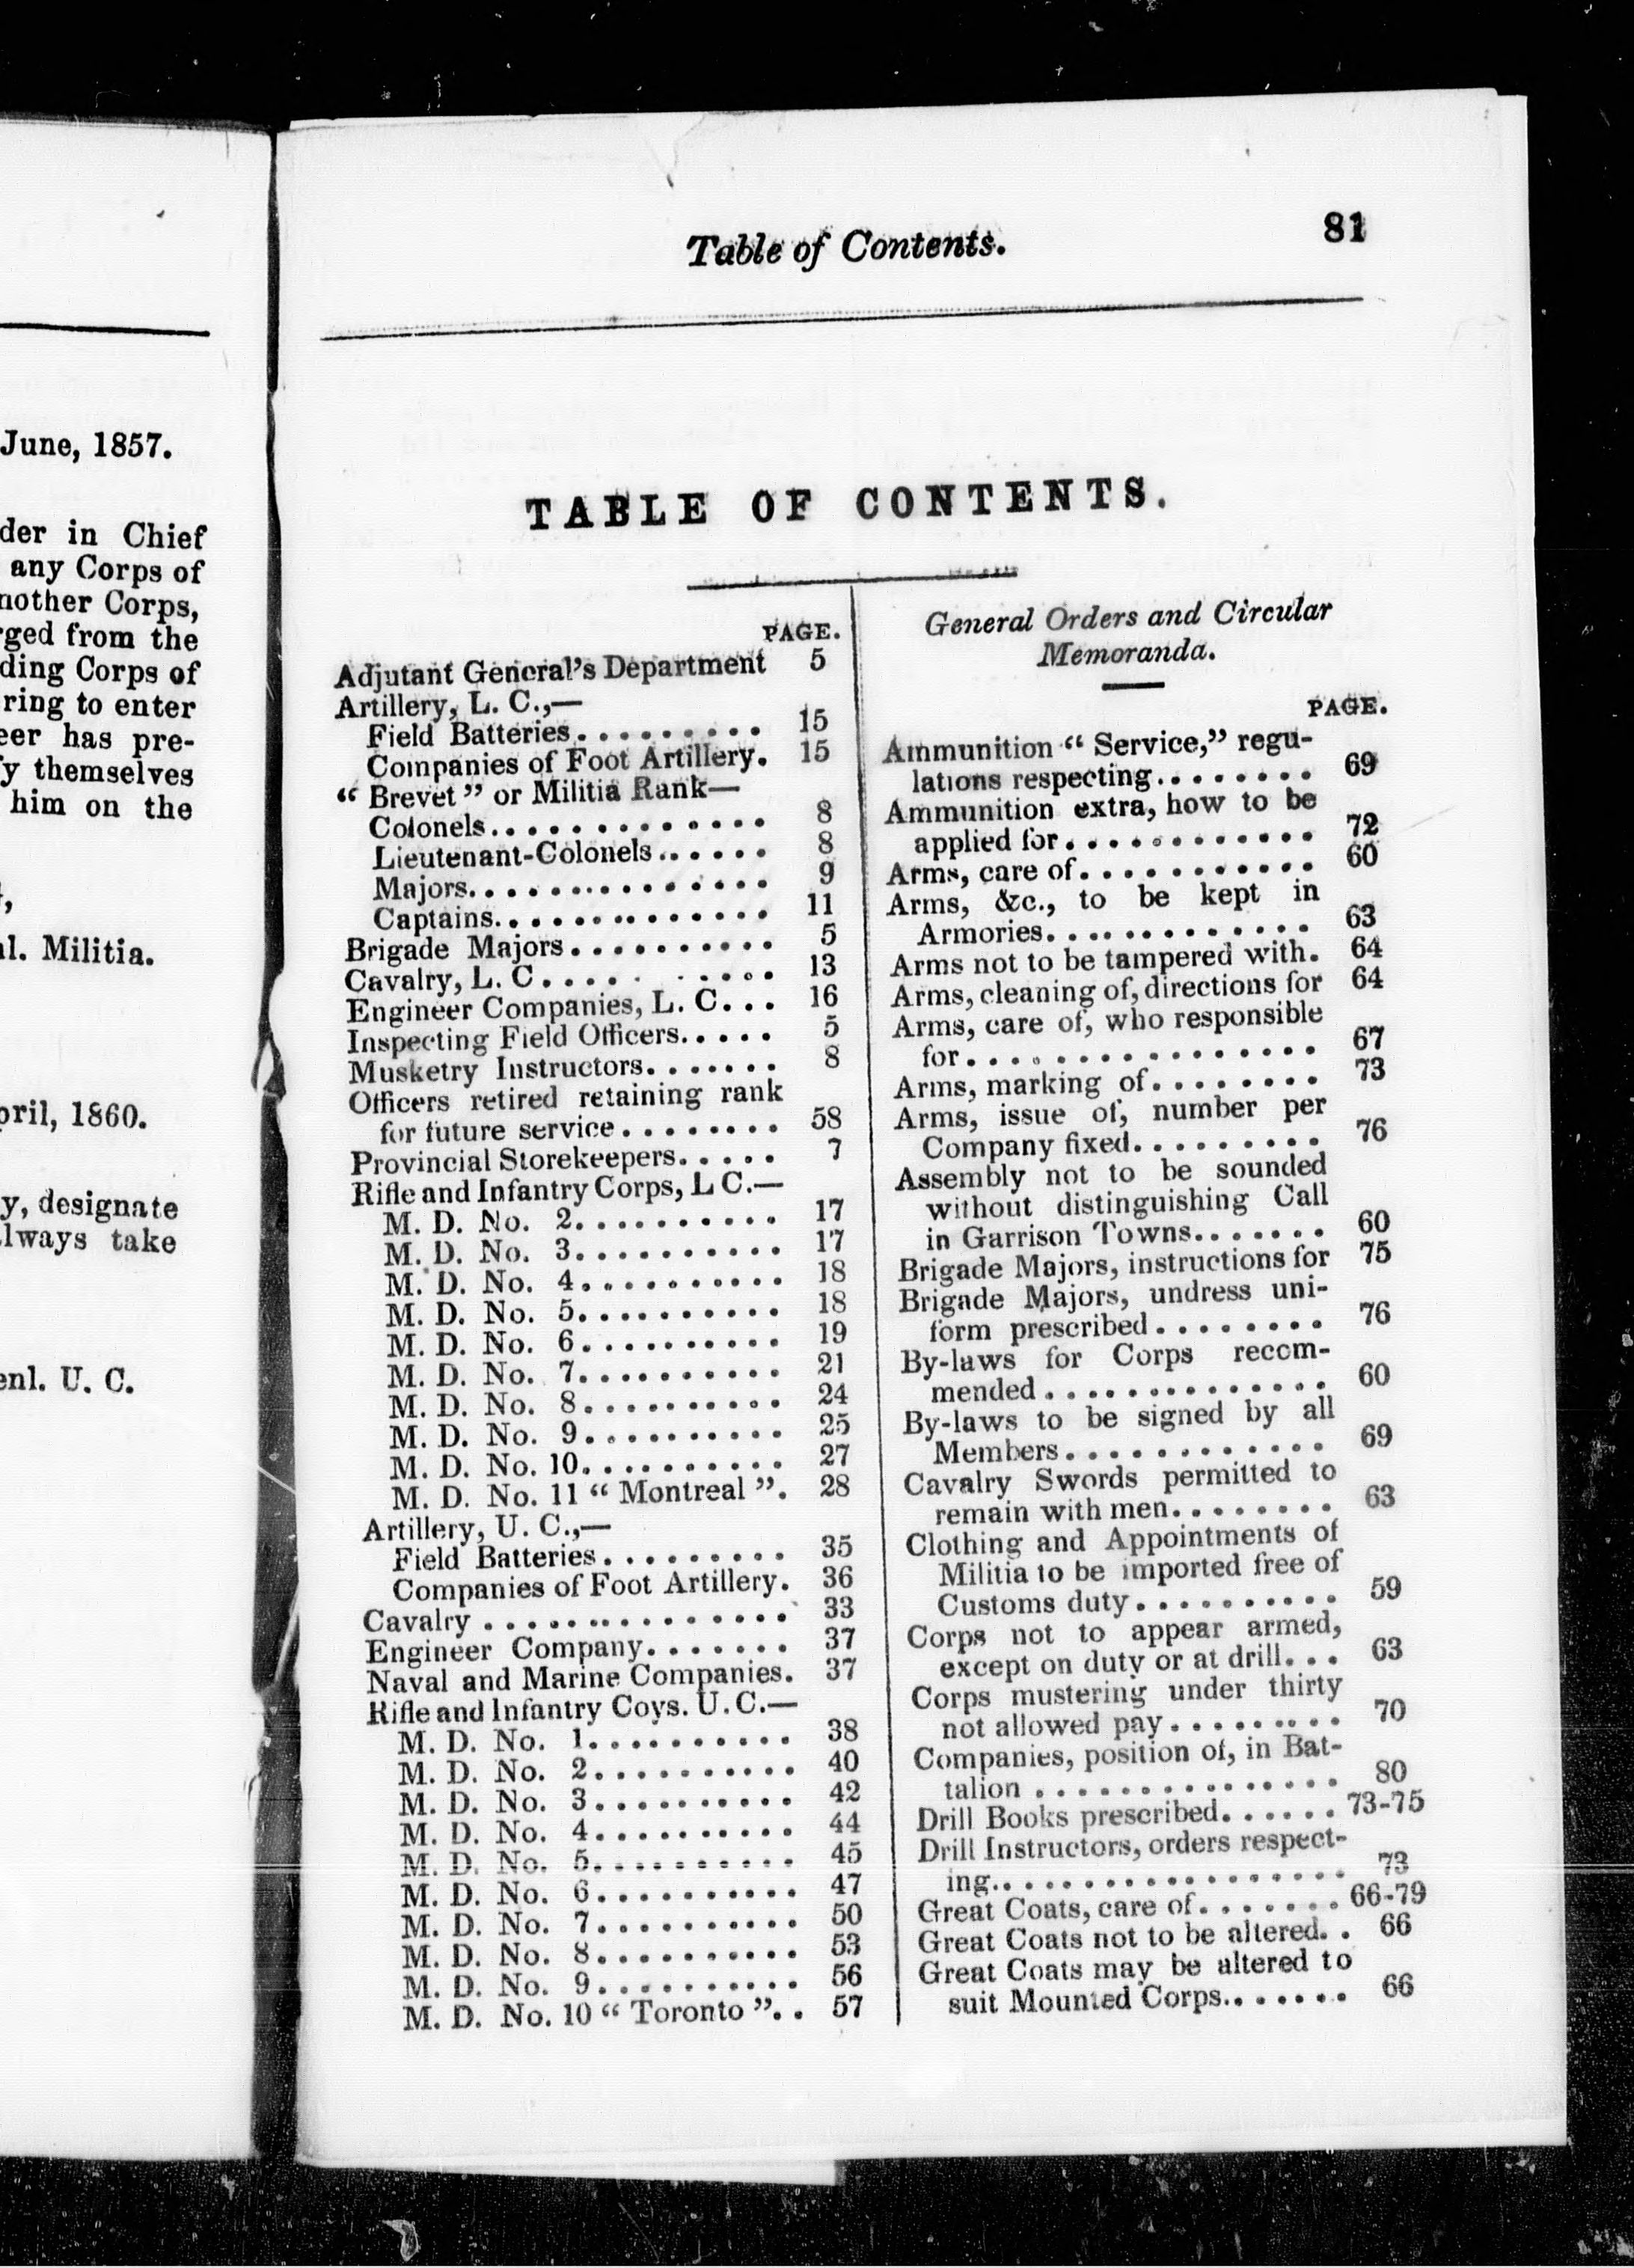 June, 1857.
der in Chief
any Corps of
nother Corps,
rged from the
ding Corps of
ring to enter
eer has pre-
fy themselves
him on the
al. Militia.
pril, 1860.
y, designate
lways take
enl. U. C.
Table of Contents. 81
TABLE OF CONTENTS.
PAGE.
Adjutant General's Department 5
Artillery, L. C.,—
Field Batteries......... 15
Companies of Foot Artillery. 15
“ Brevet ” or Militia Rank—
Colonels.............. 8
Lieutenant-Colonels...... 8
Majors............... 9
Captains.............. 11
Brigade Majors.......... 5
Cavalry, L. C.......... 13
Engineer Companies, L. C... 16
Inspecting Field Officers..... 5
Musketry Instructors....... 8
Officers retired retaining rank
for future service........ 58
Provincial Storekeepers..... 7
Rifle and Infantry Corps, L C.—
M. D. No. 2.......... 17
M. D. No. 3.......... 17
M. D. No. 4.......... 18
M. D. No. 5.......... 18
M. D. No. 6.......... 19
M. D. No. 7.......... 21
M. D. No. 8.......... 24
M. D. No. 9.......... 25
M. D. No. 10.......... 27
M. D. No. 11 “ Montreal ”. 28
Artillery, U. C.,—
Field Batteries......... 35
Companies of Foot Artillery. 36
Cavalry ............... 33
Engineer Company....... 37
Naval and Marine Companies. 37
Rifle and Infantry Coys. U. C.—
M. D. No. 1.......... 38
M. D. No. 2.......... 40
M. D. No. 3.......... 42
M. D. No. 4.......... 44
M. D. No. 5.......... 45
M. D. No. 6.......... 47
M. D. No. 7.......... 50
M. D. No. 8.......... 53
M. D. No. 9.......... 56
M. D. No. 10 “ Toronto ”.. 57
General Orders and Circular
Memoranda.
PAGE.
Ammunition “ Service,” regu-
lations respecting........ 69
Ammunition extra, how to be
applied for............ 72
Arms, care of............ 60
Arms, &c., to be kept in
Armories.............. 63
Arms not to be tampered with. 64
Arms, cleaning of, directions for 64
Arms, care of, who responsible
for................. 67
Arms, marking of........ 73
Arms, issue of, number per
Company fixed......... 76
Assembly not to be sounded
without distinguishing Call
in Garrison Towns....... 60
Brigade Majors, instructions for 75
Brigade Majors, undress uni-
form prescribed........ 76
By-laws for Corps recom-
mended.............. 60
By-laws to be signed by all
Members............. 69
Cavalry Swords permitted to
remain with men........ 63
Clothing and Appointments of
Militia to be imported free of
Customs duty.......... 59
Corps not to appear armed,
except on duty or at drill... 63
Corps mustering under thirty
not allowed pay......... 70
Companies, position of, in Bat-
talion ............... 80
Drill Books prescribed...... 73-75
Drill Instructors, orders respect-
ing................. 73
Great Coats, care of....... 66-79
Great Coats not to be altered.. 66
Great Coats may be altered to
suit Mounted Corps....... 66